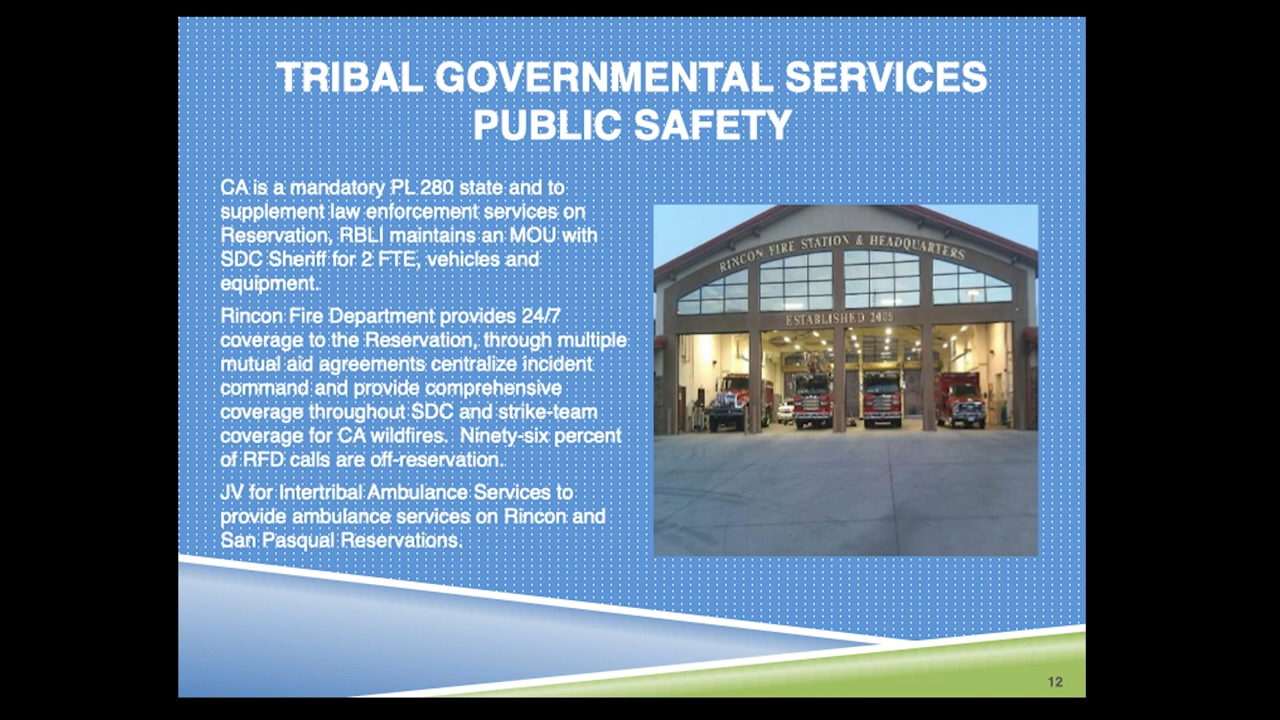 TRIBAL GOVERNMENTAL SERVICES
PUBLIC SAFETY
CA is a mandatory PL 280 state and to
supplement law enforcement services on
Reservation, RBLI maintains an MOU with
SDC Sheriff for 2 FTE, vehicles and
equipment.
Rincon Fire Department provides 24/7
coverage to the Reservation, through multiple
mutual aid agreements centralize incident
command and provide comprehensive
coverage throughout SDC and strike-team
coverage for CA wildfires. Ninety-six percent
of RFD calls are off-reservation.
JV for Intertribal Ambulance Services to
provide ambulance services on Rincon and
San Pasqual Reservations.
RINCON FIRE STATION & HEADQUARTERS
ESTABLISHED
12